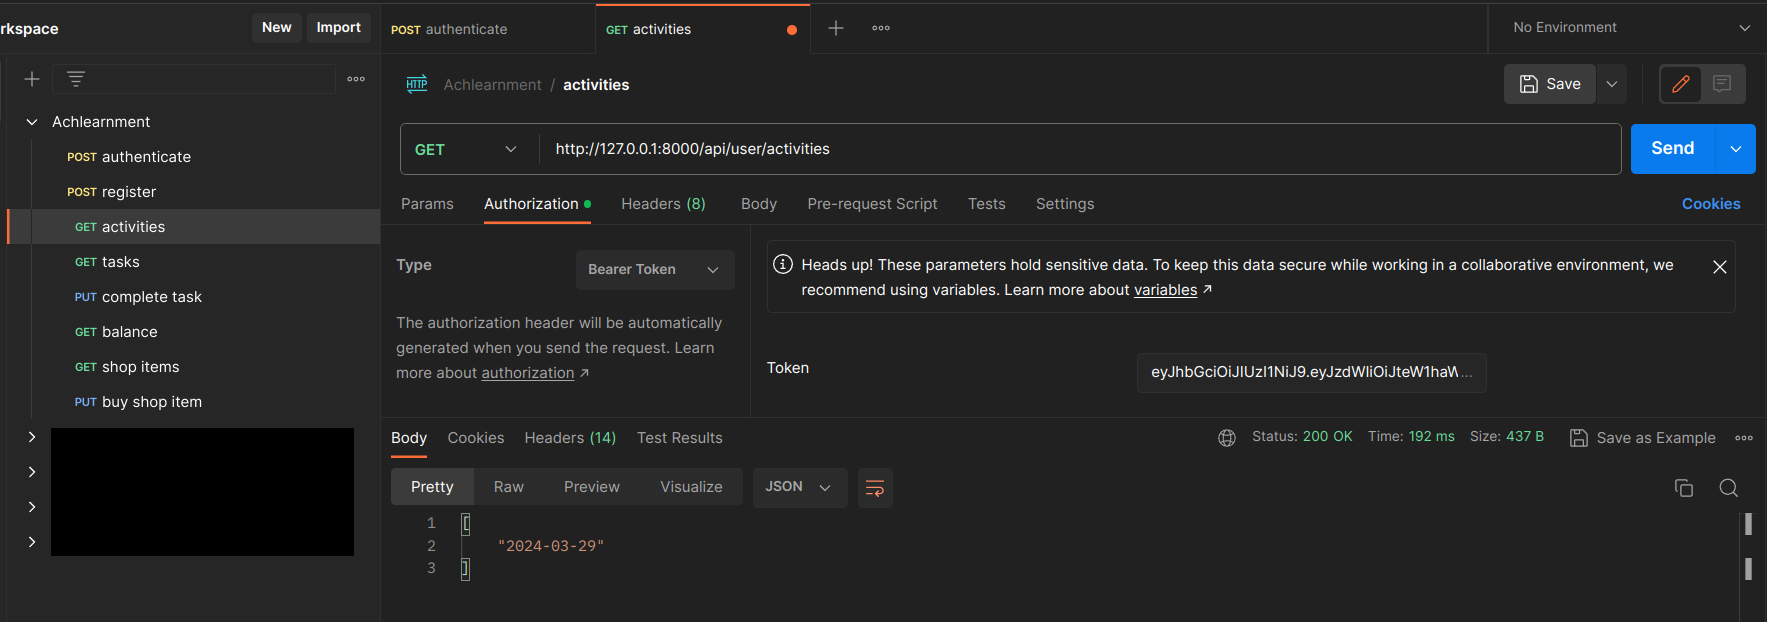 rkspace
New
Import
POST authenticate
GET activities
No Environment
Achlearnment
POST authenticate
POST register
GET activities
GET tasks
PUT complete task
GET balance
GET shop items
PUT buy shop item
HTTP
Achlearnment / activities
Save
GET
http://127.0.0.1:8000/api/user/activities
Send
Params
Authorization
Headers (8)
Body
Pre-request Script
Tests
Settings
Cookies
Type
Bearer Token
The authorization header will be automatically
generated when you send the request. Learn
more about authorization ↗
Heads up! These parameters hold sensitive data. To keep this data secure while working in a collaborative environment, we
recommend using variables. Learn more about variables ↗
Token
eyJhbGciOiJIUzI1NiJ9.eyJzdWIiOiJteW1haW...
Body
Cookies
Headers (14)
Test Results
Status: 200 OK
Time: 192 ms
Size: 437 B
Save as Example
Pretty
Raw
Preview
Visualize
JSON
1 [
2 "2024-03-29"
3 ]